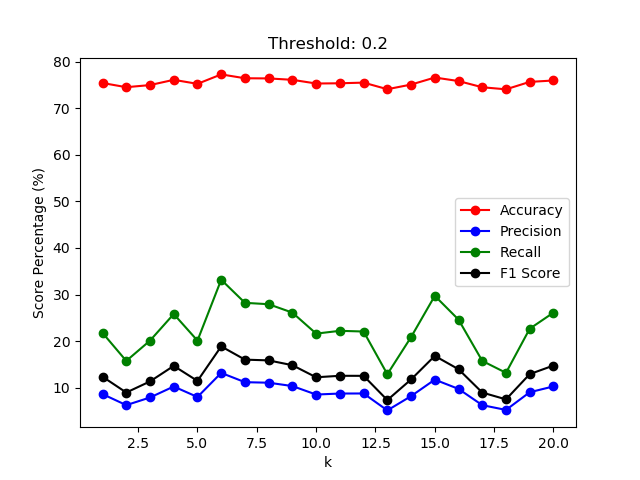 Threshold: 0.2
80
70
60
50
40
30
20
10
Score Percentage (%)
Accuracy
Precision
Recall
F1 Score
2.5 5.0 7.5 10.0 12.5 15.0 17.5 20.0
k